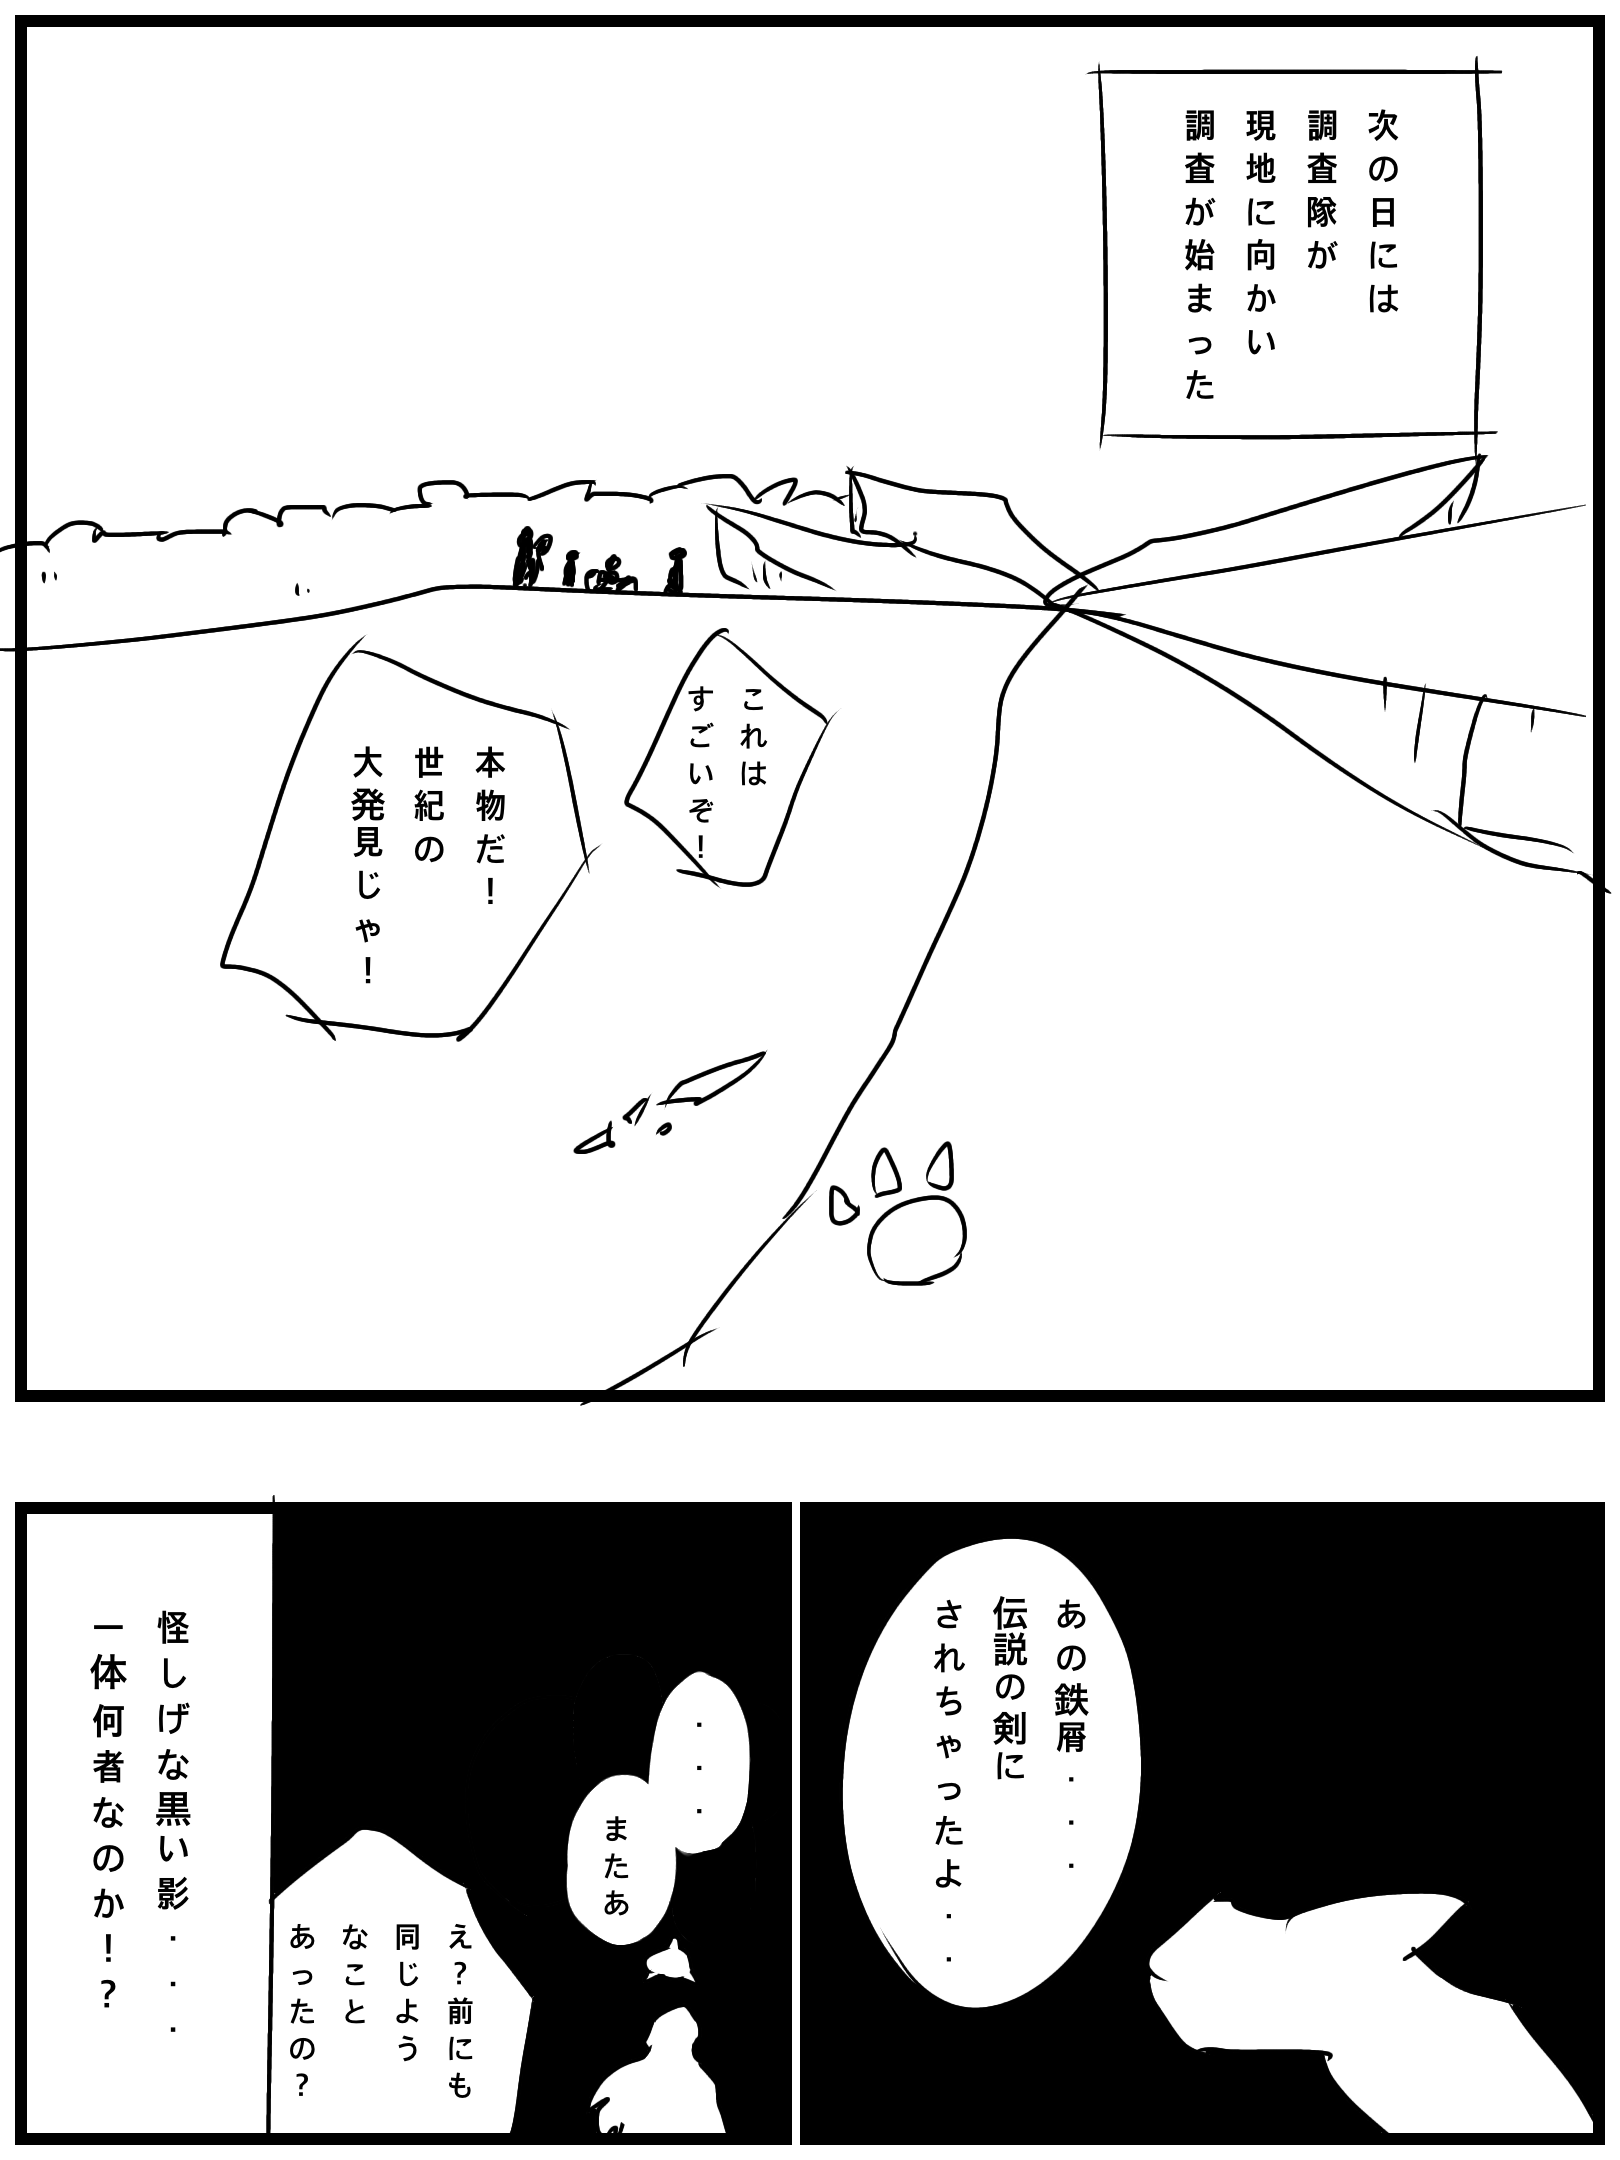 次の日には
調査隊が
現地に向かい
調査が始まった
これは
すごいぞ！
本物だ！
世紀の
大発見じゃ！
あの鉄屑...
伝説の剣に
されちゃったよ..
...
またあ
え？前にも
同じよう
なこと
あったの？
怪しげな黒い影...
一体何者なのか！？